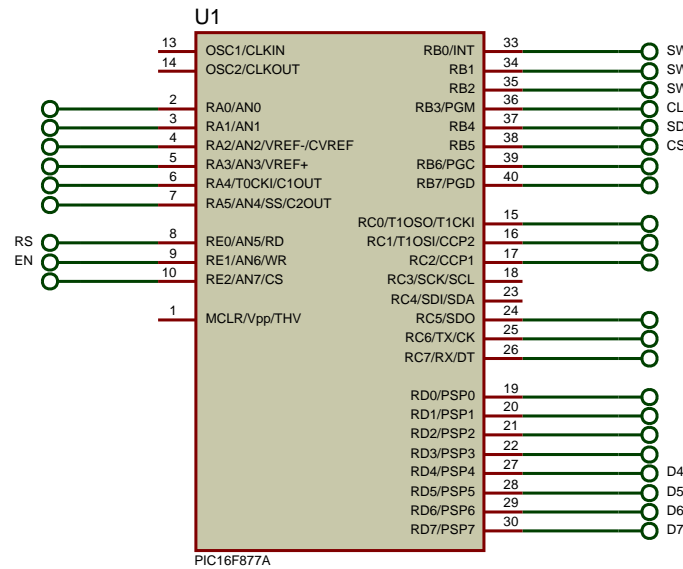 U1
13 OSC1/CLKIN RB0/INT 33 SW
14 OSC2/CLKOUT RB1 34 SW
RB2 35 SW
2 RA0/AN0 RB3/PGM 36 CL
3 RA1/AN1 RB4 37 SD
4 RA2/AN2/VREF-/CVREF RB5 38 CS
5 RA3/AN3/VREF+ RB6/PGC 39
6 RA4/T0CKI/C1OUT RB7/PGD 40
7 RA5/AN4/SS/C2OUT
RC0/T1OSO/T1CKI 15
RS 8 RE0/AN5/RD RC1/T1OSI/CCP2 16
EN 9 RE1/AN6/WR RC2/CCP1 17
10 RE2/AN7/CS RC3/SCK/SCL 18
RC4/SDI/SDA 23
1 MCLR/Vpp/THV RC5/SDO 24
RC6/TX/CK 25
RC7/RX/DT 26
RD0/PSP0 19
RD1/PSP1 20
RD2/PSP2 21
RD3/PSP3 22
RD4/PSP4 27 D4
RD5/PSP5 28 D5
RD6/PSP6 29 D6
RD7/PSP7 30 D7
PIC16F877A